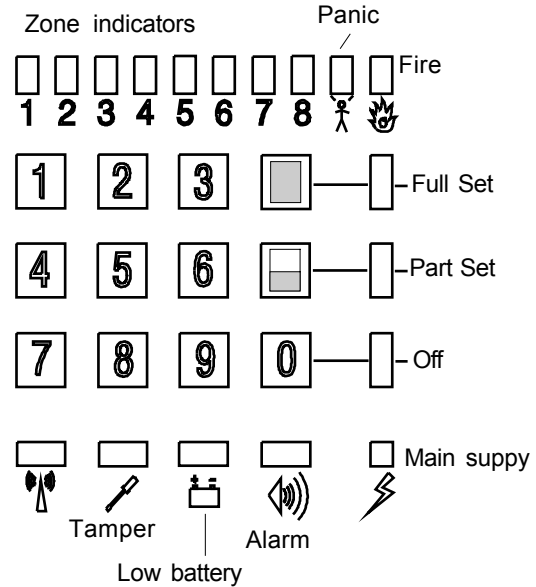 Panic
Zone indicators
Fire
1 2 3 4 5 6 7 8
1 2 3 Full Set
4 5 6 Part Set
7 8 9 0 Off
Main suppy
Tamper
Alarm
Low battery